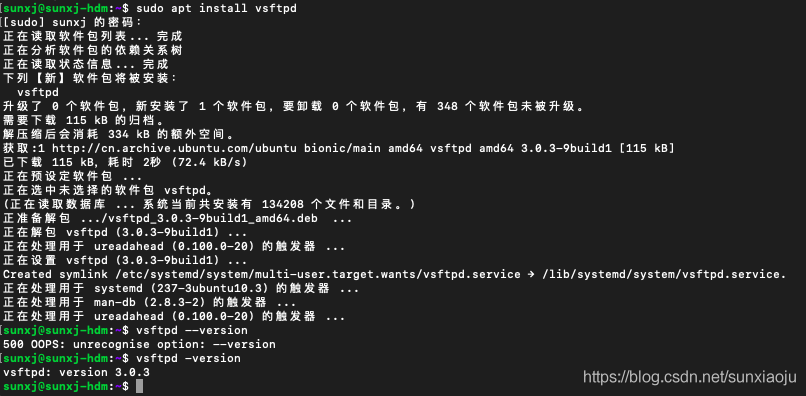 [sunxj@sunxj-hdm:~$ sudo apt install vsftpd
[[sudo] sunxj 的密码：
正在读取软件包列表... 完成
正在分析软件包的依赖关系树
正在读取状态信息... 完成
下列【新】软件包将被安装：
vsftpd
升级了 0 个软件包，新安装了 1 个软件包，要卸载 0 个软件包，有 348 个软件包未被升级。
需要下载 115 kB 的归档。
解压缩后会消耗 334 kB 的额外空间。
获取:1 http://cn.archive.ubuntu.com/ubuntu bionic/main amd64 vsftpd amd64 3.0.3-9build1 [115 kB]
已下载 115 kB，耗时 2秒 (72.4 kB/s)
正在预设定软件包 ...
正在选中未选择的软件包 vsftpd。
(正在读取数据库 ... 系统当前共安装有 134208 个文件和目录。)
正准备解包 .../vsftpd_3.0.3-9build1_amd64.deb  ...
正在解包 vsftpd (3.0.3-9build1) ...
正在处理用于 ureadahead (0.100.0-20) 的触发器 ...
正在设置 vsftpd (3.0.3-9build1) ...
Created symlink /etc/systemd/system/multi-user.target.wants/vsftpd.service → /lib/systemd/system/vsftpd.service.
正在处理用于 systemd (237-3ubuntu10.3) 的触发器 ...
正在处理用于 man-db (2.8.3-2) 的触发器 ...
正在处理用于 ureadahead (0.100.0-20) 的触发器 ...
[sunxj@sunxj-hdm:~$ vsftpd --version
500 OOPS: unrecognise option: --version
[sunxj@sunxj-hdm:~$ vsftpd -version
vsftpd: version 3.0.3
sunxj@sunxj-hdm:~$
https://blog.csdn.net/sunxiaoju